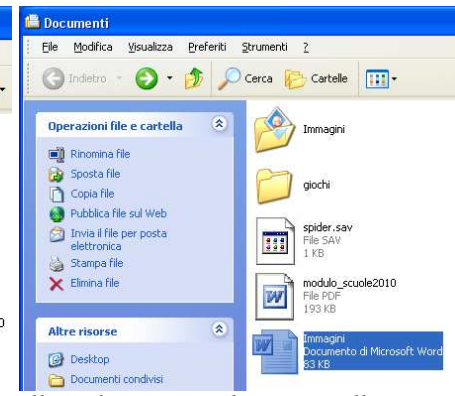 Documenti
File Modifica Visualizza Preferiti Strumenti ?
Indietro Cerca Cartelle
Operazioni file e cartella
Rinomina file
Sposta file
Copia file
Pubblica file sul Web
Invia il file per posta
elettronica
Stampa file
Elimina file
Altre risorse
Desktop
Documenti condivisi
Immagini
giochi
spider.sav
File SAV
1 KB
modulo_scuole2010
File PDF
193 KB
Immagini
Documento di Microsoft Word
83 KB